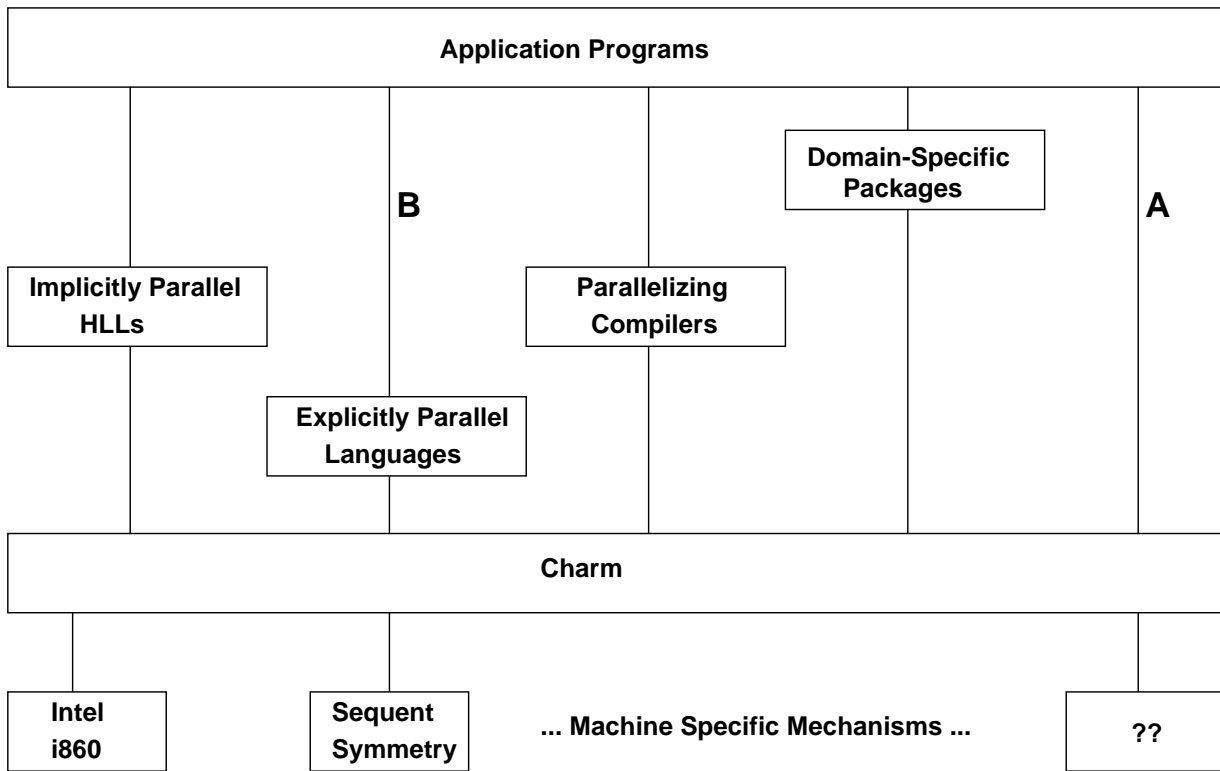 Application Programs
Domain-Specific
Packages
B
A
Implicitly Parallel
HLLs
Parallelizing
Compilers
Explicitly Parallel
Languages
Charm
Intel
i860
Sequent
Symmetry
... Machine Specific Mechanisms ...
??